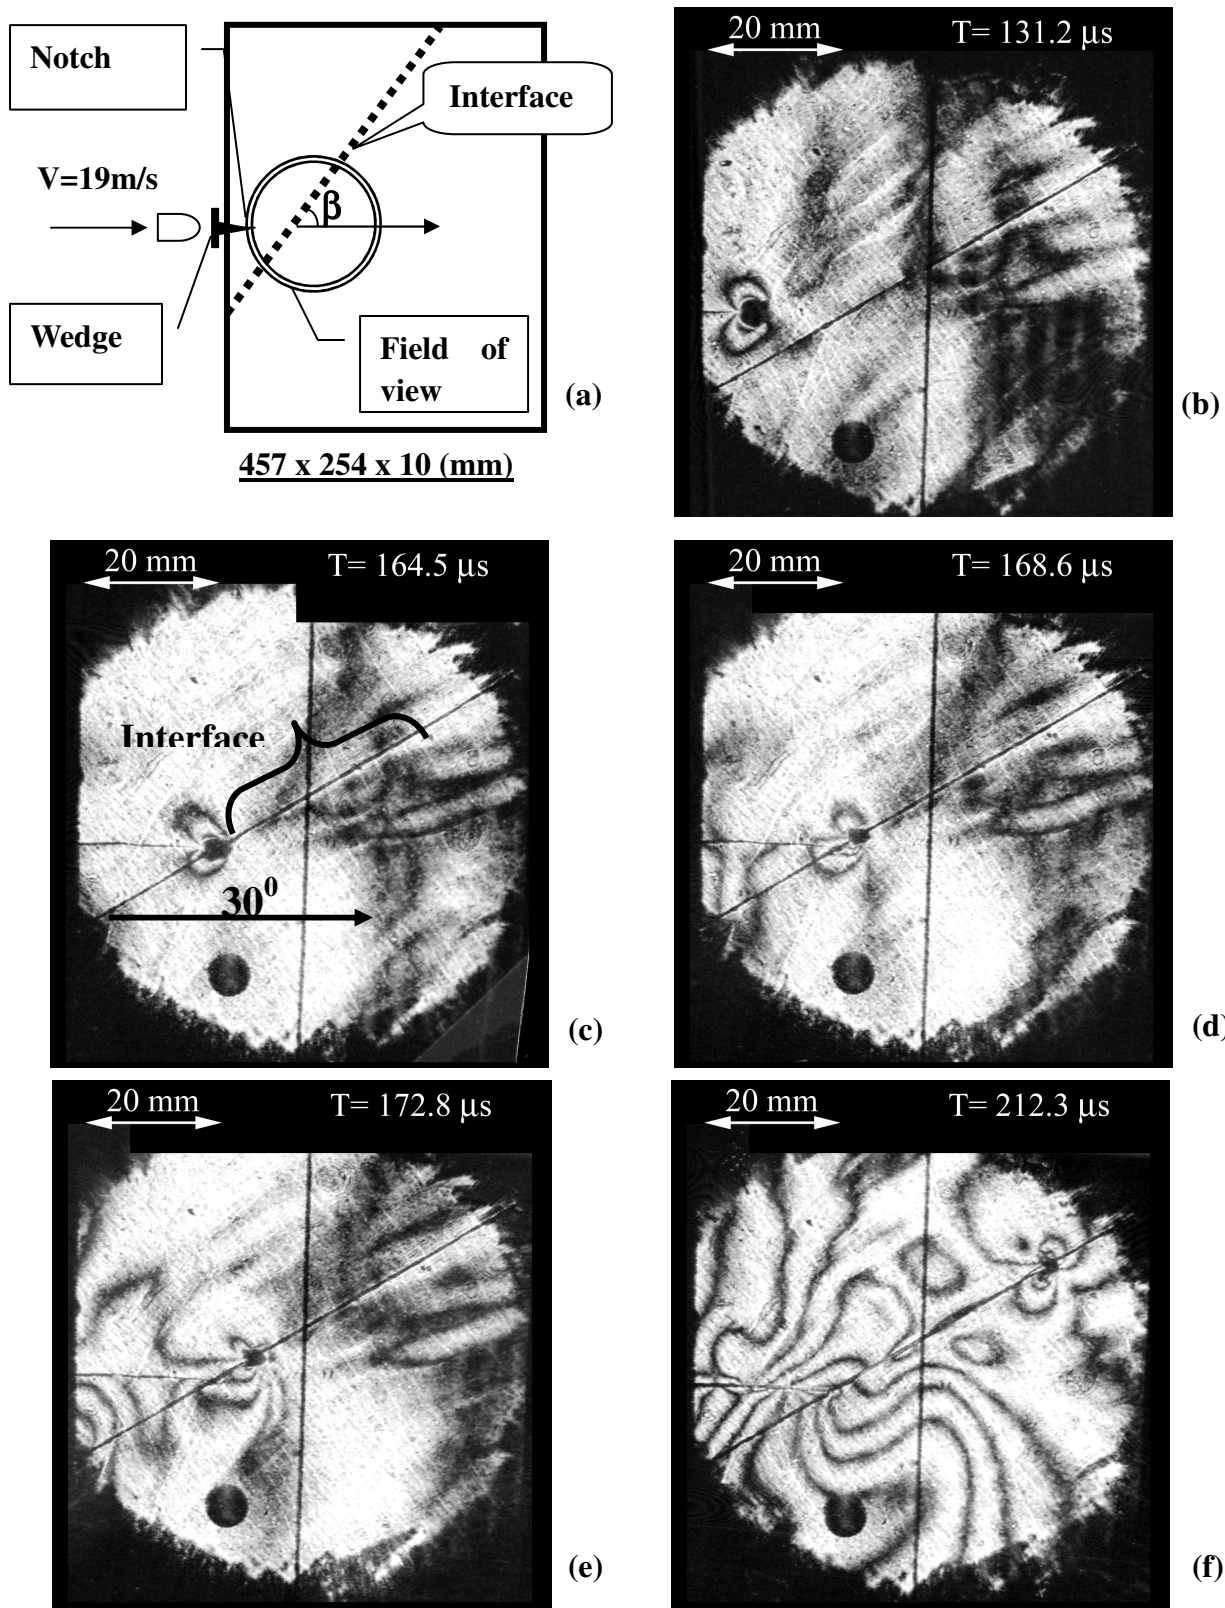 Notch
Interface
V=19m/s
β
Wedge
Field of
view
(a)
457 x 254 x 10 (mm)
20 mm T= 131.2 μs
(b)
20 mm T= 164.5 μs
Interface
30⁰
(c)
20 mm T= 168.6 μs
(d)
20 mm T= 172.8 μs
(e)
20 mm T= 212.3 μs
(f)